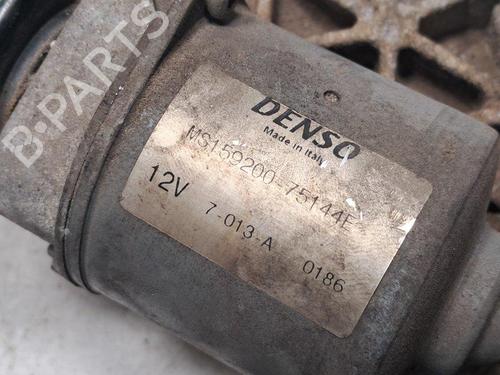 B-PARTS
DENSO
Made in Italy
MS159200-75144E
12V 7-013-A 0186